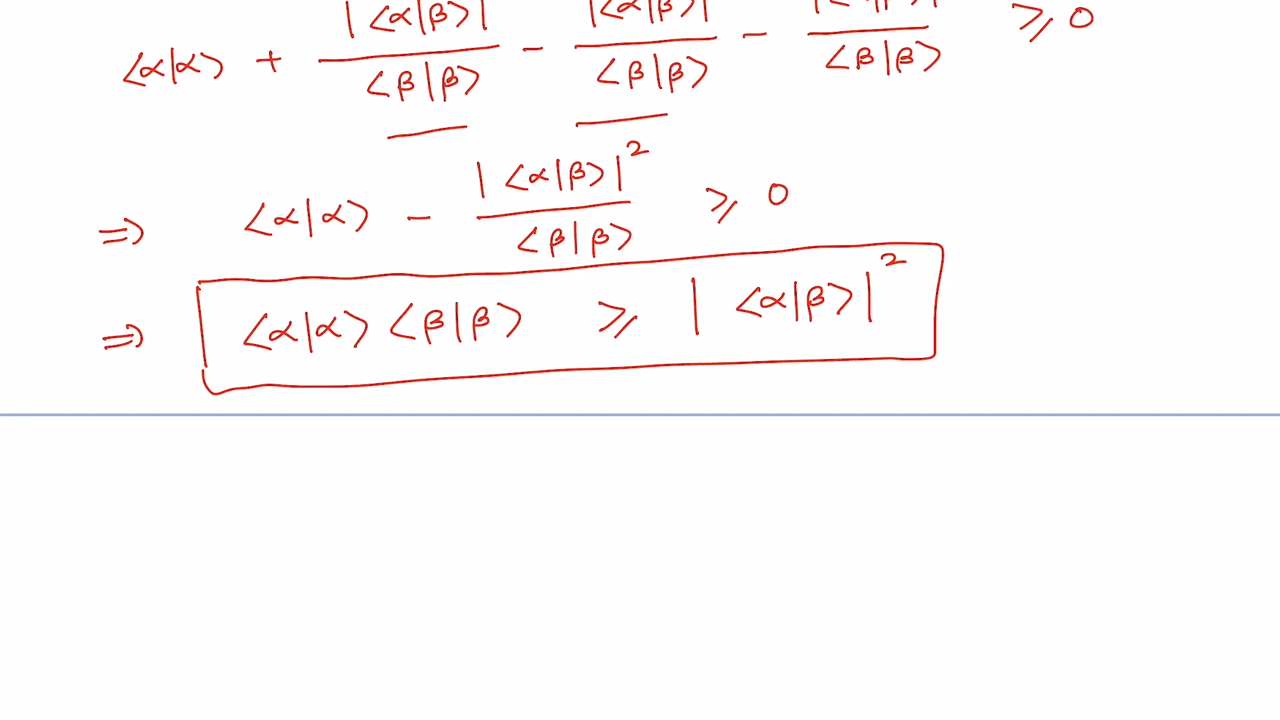 ⟨α|α⟩ + |⟨α|β⟩| / ⟨β|β⟩ − |⟨α|β⟩| / ⟨β|β⟩ − / ⟨β|β⟩ ⩾ 0
⇒ ⟨α|α⟩ − |⟨α|β⟩|² / ⟨β|β⟩ ⩾ 0
⇒ ⟨α|α⟩⟨β|β⟩ ⩾ |⟨α|β⟩|²